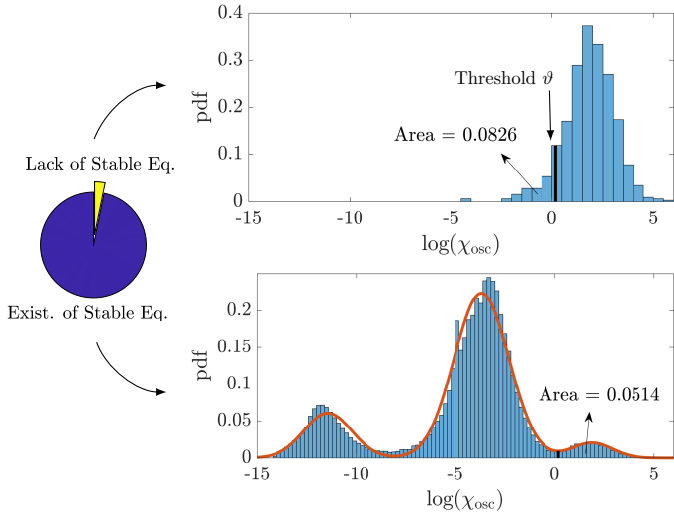 0.4
0.3
0.2
0.1
0
pdf
Threshold ϑ
Area = 0.0826
-15 -10 -5 0 5
log(χosc)
Lack of Stable Eq.
Exist. of Stable Eq.
0.2
0.15
0.1
0.05
0
pdf
Area = 0.0514
-15 -10 -5 0 5
log(χosc)